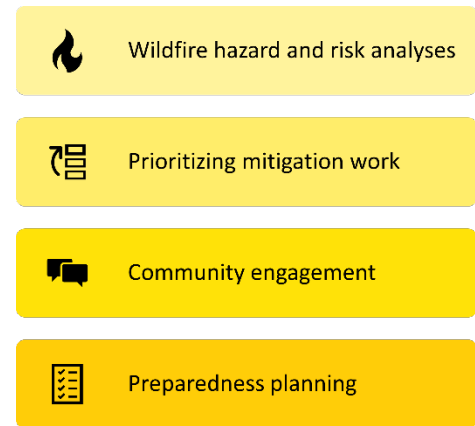 Wildfire hazard and risk analyses
Prioritizing mitigation work
Community engagement
Preparedness planning